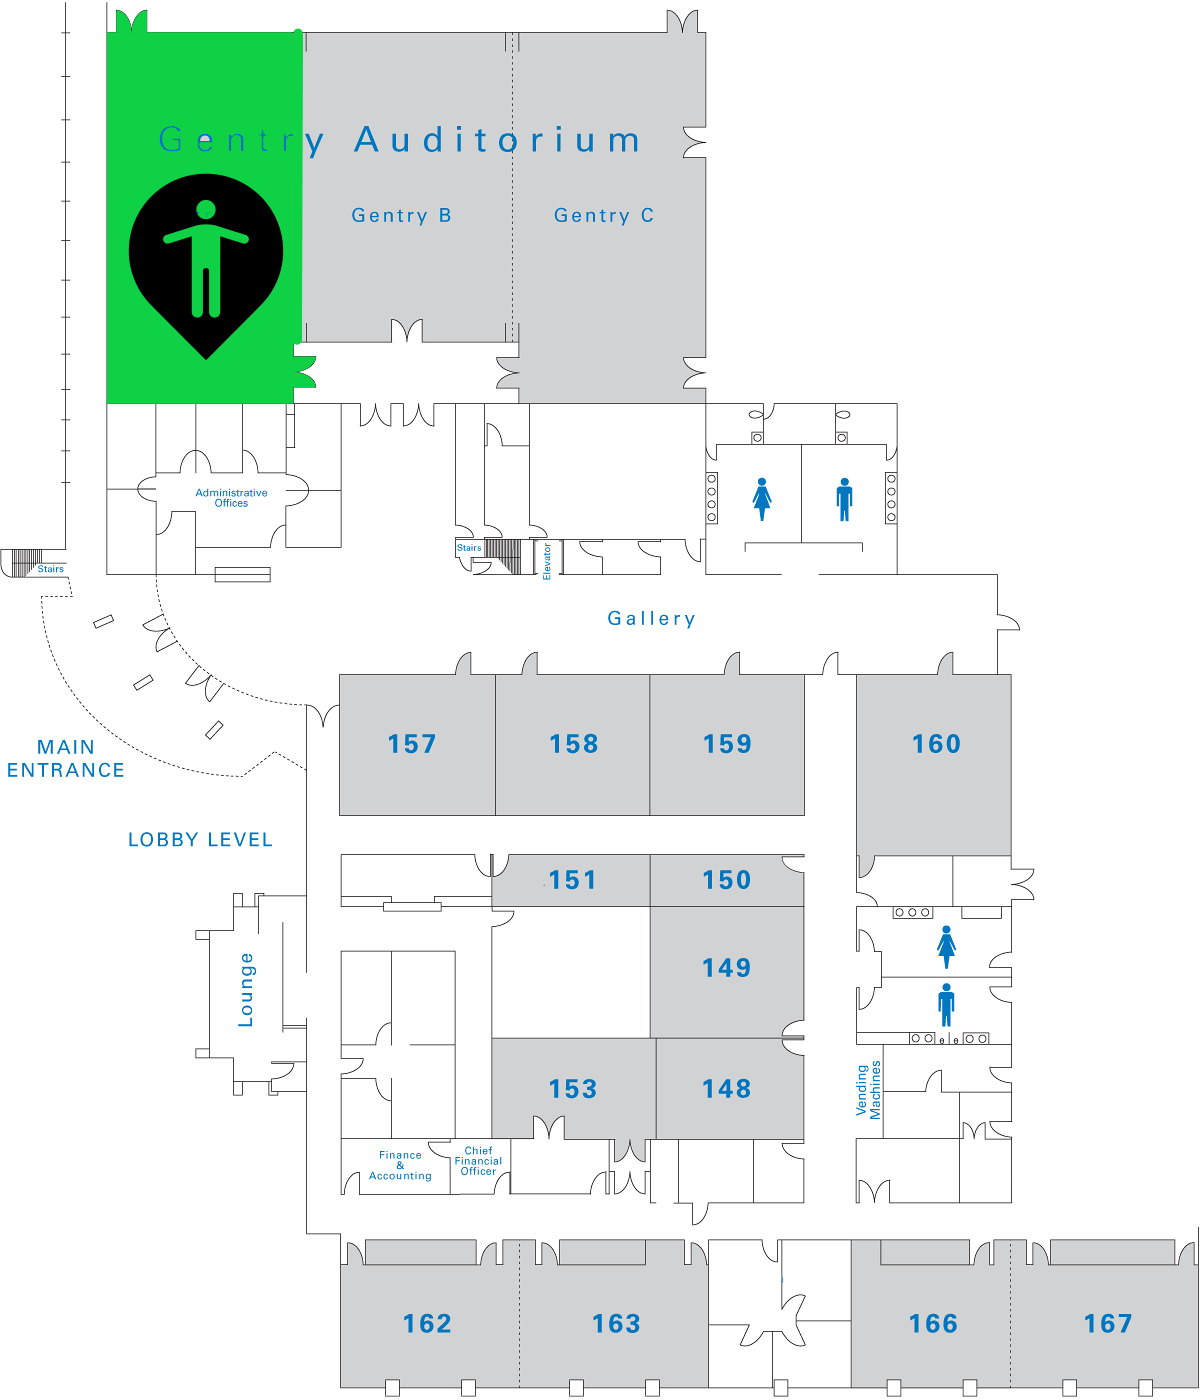 Gentry Auditorium
Gentry B
Gentry C
Administrative
Offices
Stairs
Elevator
Stairs
Gallery
MAIN
ENTRANCE
157
158
159
160
LOBBY LEVEL
151
150
149
Lounge
153
148
Vending
Machines
Finance
&
Accounting
Chief
Financial
Officer
162
163
166
167